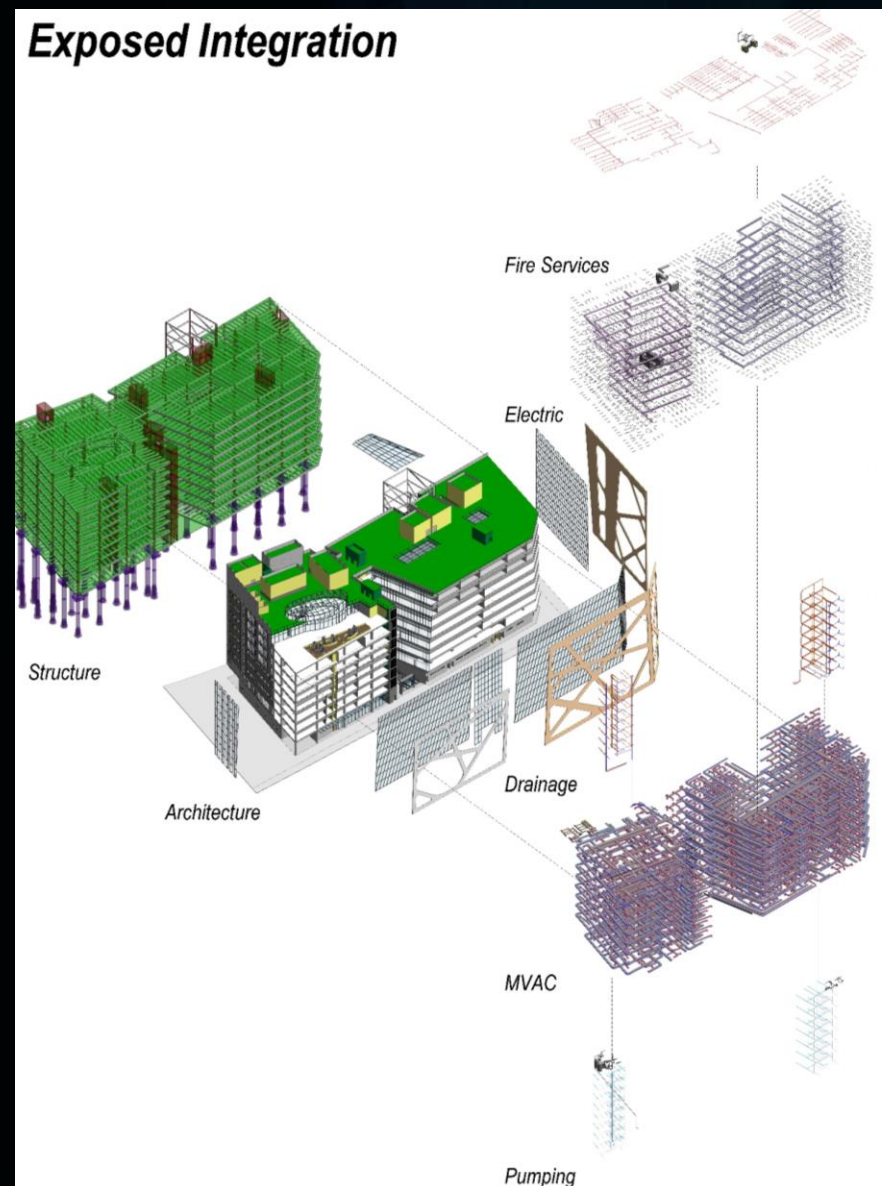 Exposed Integration
Fire Services
Electric
Structure
Drainage
Architecture
MVAC
Pumping